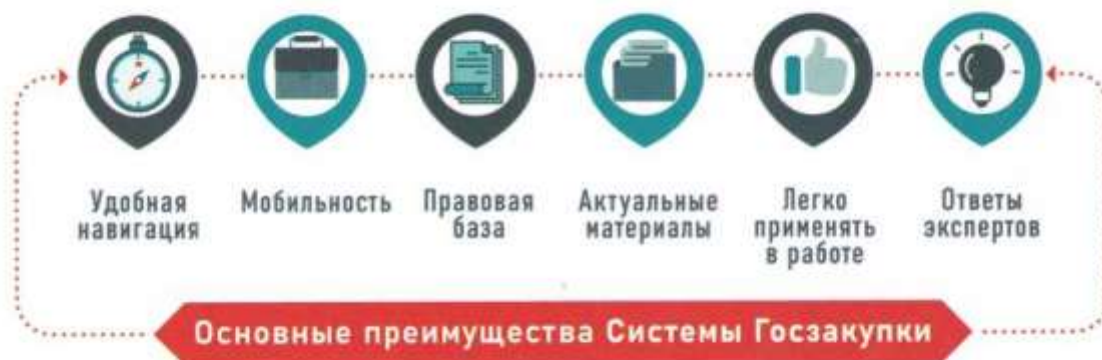 Удобная
навигация
Мобильность
Правовая
база
Актуальные
материалы
Легко
применять
в работе
Ответы
экспертов
Основные преимущества Системы Госзакупки